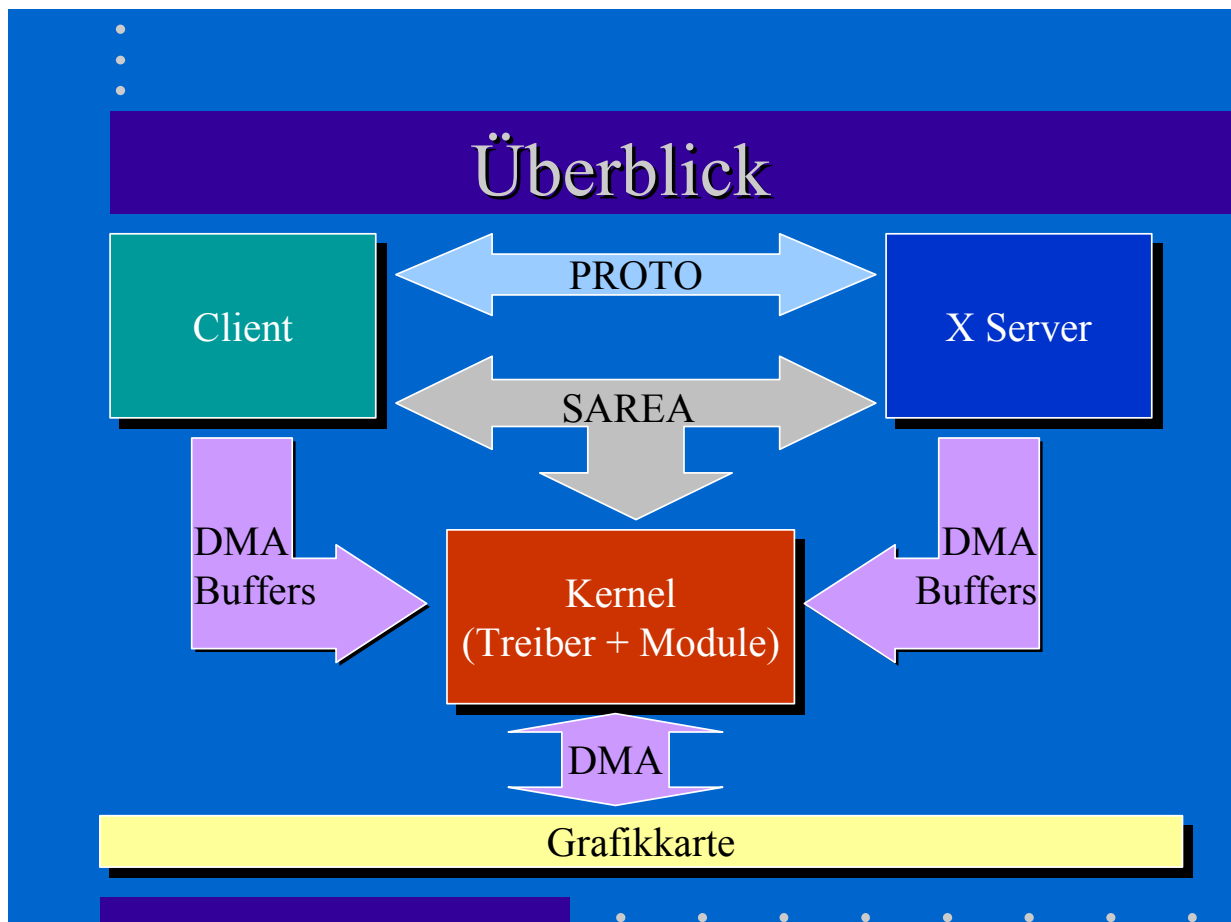 Überblick
PROTO
Client
X Server
SAREA
DMA
Buffers
DMA
Buffers
Kernel
(Treiber + Module)
DMA
Grafikkarte